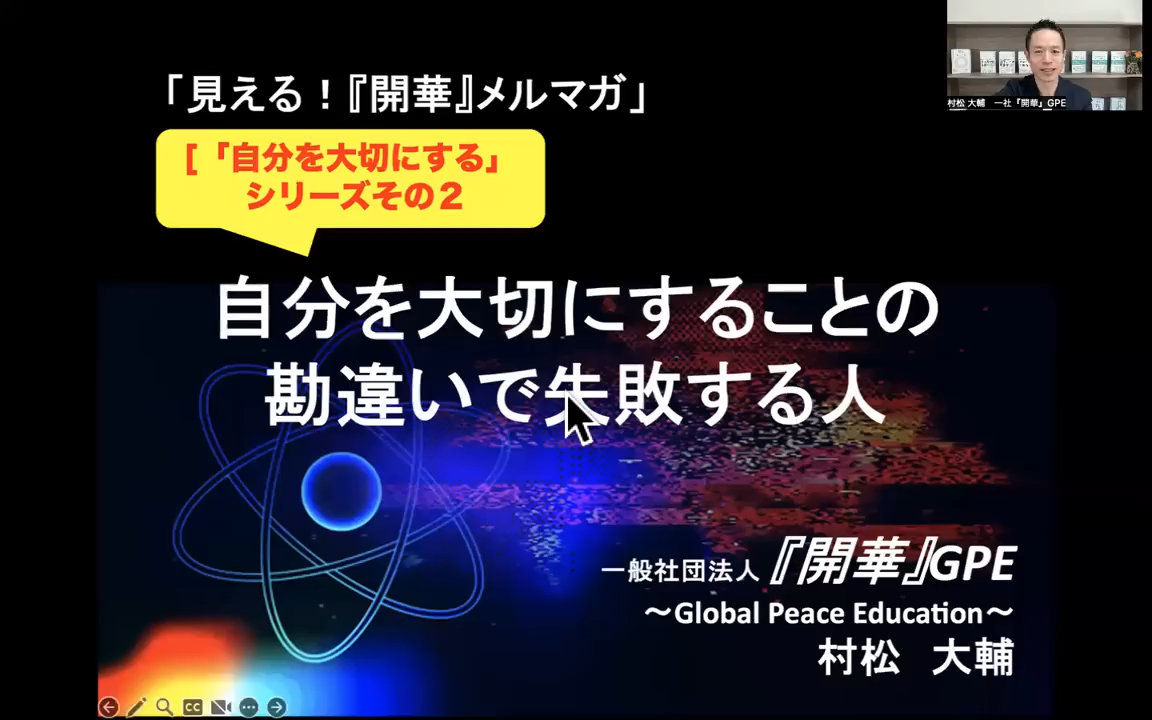 「見える！『開華』メルマガ」
村松 大輔　一社『開華』GPE
[「自分を大切にする」
シリーズその２
自分を大切にすることの
勘違いで失敗する人
一般社団法人『開華』GPE
～Global Peace Education～
村松　大輔
CC